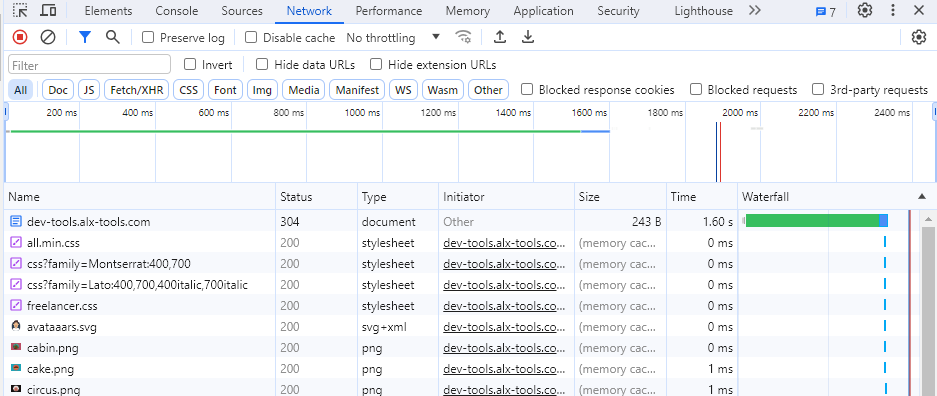 Elements Console Sources Network Performance Memory Application Security Lighthouse 7
Preserve log Disable cache No throttling
Filter Invert Hide data URLs Hide extension URLs
All Doc JS Fetch/XHR CSS Font Img Media Manifest WS Wasm Other Blocked response cookies Blocked requests 3rd-party requests
200 ms 400 ms 600 ms 800 ms 1000 ms 1200 ms 1400 ms 1600 ms 1800 ms 2000 ms 2200 ms 2400 ms
Name Status Type Initiator Size Time Waterfall
dev-tools.alx-tools.com 304 document Other 243 B 1.60 s
all.min.css 200 stylesheet dev-tools.alx-tools.co... (memory cac... 0 ms
css?family=Montserrat:400,700 200 stylesheet dev-tools.alx-tools.co... (memory cac... 0 ms
css?family=Lato:400,700,400italic,700italic 200 stylesheet dev-tools.alx-tools.co... (memory cac... 0 ms
freelancer.css 200 stylesheet dev-tools.alx-tools.co... (memory cac... 0 ms
avataaars.svg 200 svg+xml dev-tools.alx-tools.co... (memory cac... 0 ms
cabin.png 200 png dev-tools.alx-tools.co... (memory cac... 0 ms
cake.png 200 png dev-tools.alx-tools.co... (memory cac... 1 ms
circus.png 200 png dev-tools.alx-tools.co... (memory cac... 1 ms